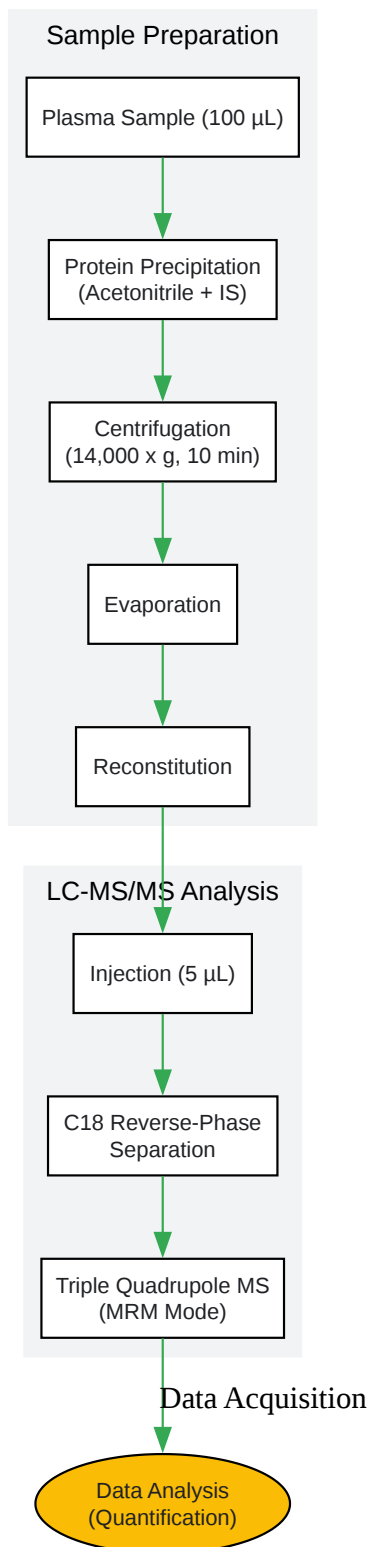 Sample Preparation
Plasma Sample (100 µL)
Protein Precipitation
(Acetonitrile + IS)
Centrifugation
(14,000 x g, 10 min)
Evaporation
Reconstitution
LC-MS/MS Analysis
Injection (5 µL)
C18 Reverse-Phase
Separation
Triple Quadrupole MS
(MRM Mode)
Data Acquisition
Data Analysis
(Quantification)